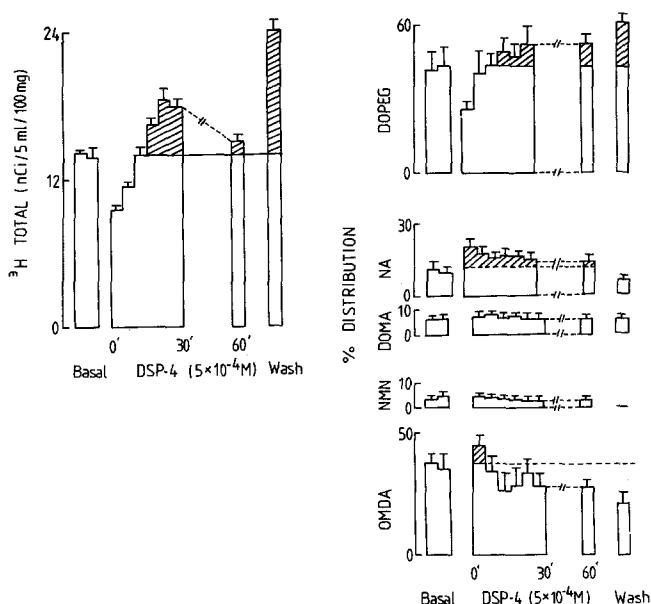 ³H TOTAL (nCi/5 ml/100mg)
24
12
0
0'
30'
60'
Basal
DSP-4 (5×10⁻⁴M)
Wash
% DISTRIBUTION
DOPEG
60
0
NA
30
0
DOMA
10
0
NMN
10
0
OMDA
50
0
0'
30'
60'
Basal
DSP-4 (5×10⁻⁴M)
Wash